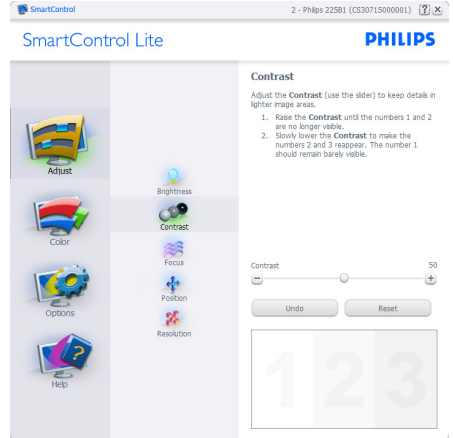 SmartControl
2 - Philips 225B1 (CS30715000001)
SmartControl Lite
PHILIPS
Adjust
Color
Options
Help
Brightness
Contrast
Focus
Position
Resolution
Contrast
Adjust the Contrast (use the slider) to keep details in
lighter image areas.
1. Raise the Contrast until the numbers 1 and 2
are no longer visible.
2. Slowly lower the Contrast to make the
numbers 2 and 3 reappear. The number 1
should remain barely visible.
Contrast 50
Undo Reset
1 2 3